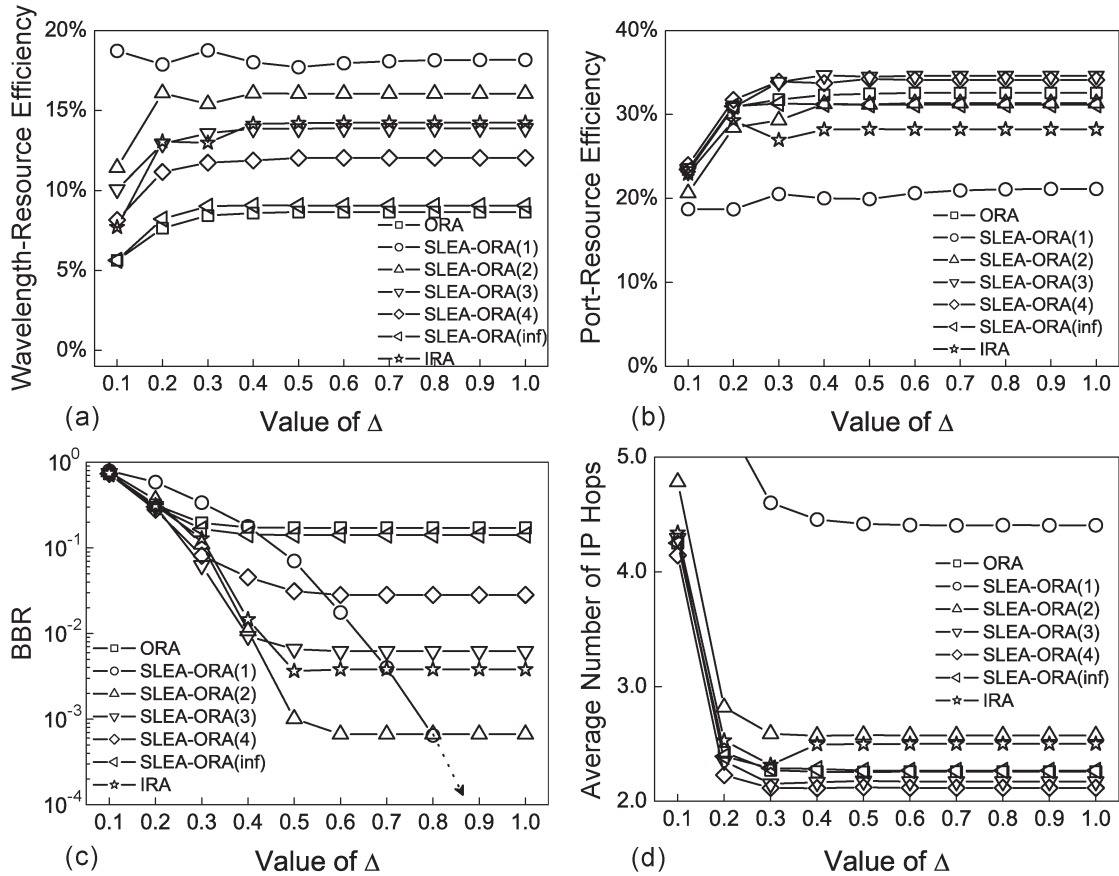 20%
15%
10%
5%
0%
Wavelength-Resource Efficiency
ORA
SLEA-ORA(1)
SLEA-ORA(2)
SLEA-ORA(3)
SLEA-ORA(4)
SLEA-ORA(inf)
IRA
0.1 0.2 0.3 0.4 0.5 0.6 0.7 0.8 0.9 1.0
(a) Value of Δ
40%
30%
20%
10%
0%
Port-Resource Efficiency
ORA
SLEA-ORA(1)
SLEA-ORA(2)
SLEA-ORA(3)
SLEA-ORA(4)
SLEA-ORA(inf)
IRA
0.1 0.2 0.3 0.4 0.5 0.6 0.7 0.8 0.9 1.0
(b) Value of Δ
10^0
10^-1
10^-2
10^-3
10^-4
BBR
ORA
SLEA-ORA(1)
SLEA-ORA(2)
SLEA-ORA(3)
SLEA-ORA(4)
SLEA-ORA(inf)
IRA
0.1 0.2 0.3 0.4 0.5 0.6 0.7 0.8 0.9 1.0
(c) Value of Δ
5.0
4.0
3.0
2.0
Average Number of IP Hops
ORA
SLEA-ORA(1)
SLEA-ORA(2)
SLEA-ORA(3)
SLEA-ORA(4)
SLEA-ORA(inf)
IRA
0.1 0.2 0.3 0.4 0.5 0.6 0.7 0.8 0.9 1.0
(d) Value of Δ